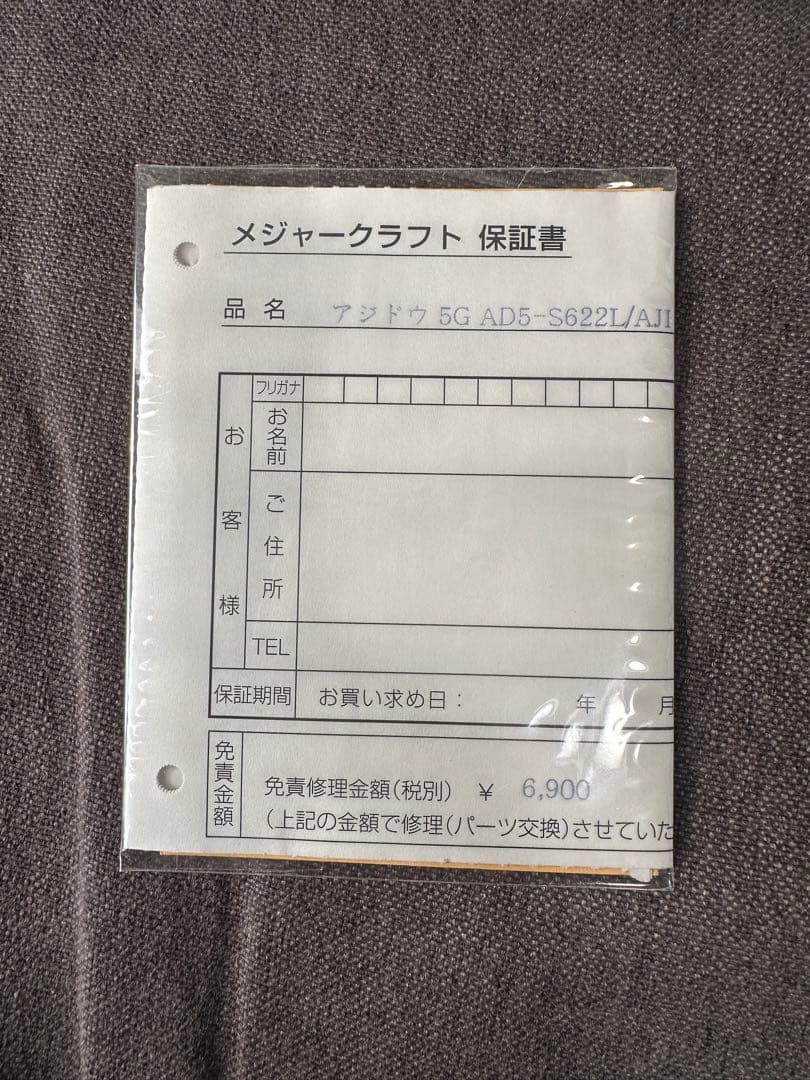 メジャークラフト 保証書
品 名 アジドウ 5G AD5-S622L/AJI
お客様
フリガナ
お名前
ご住所
TEL
保証期間 お買い求め日： 年 月
免責金額
免責修理金額(税別) ¥ 6,900
(上記の金額で修理(パーツ交換)させていた